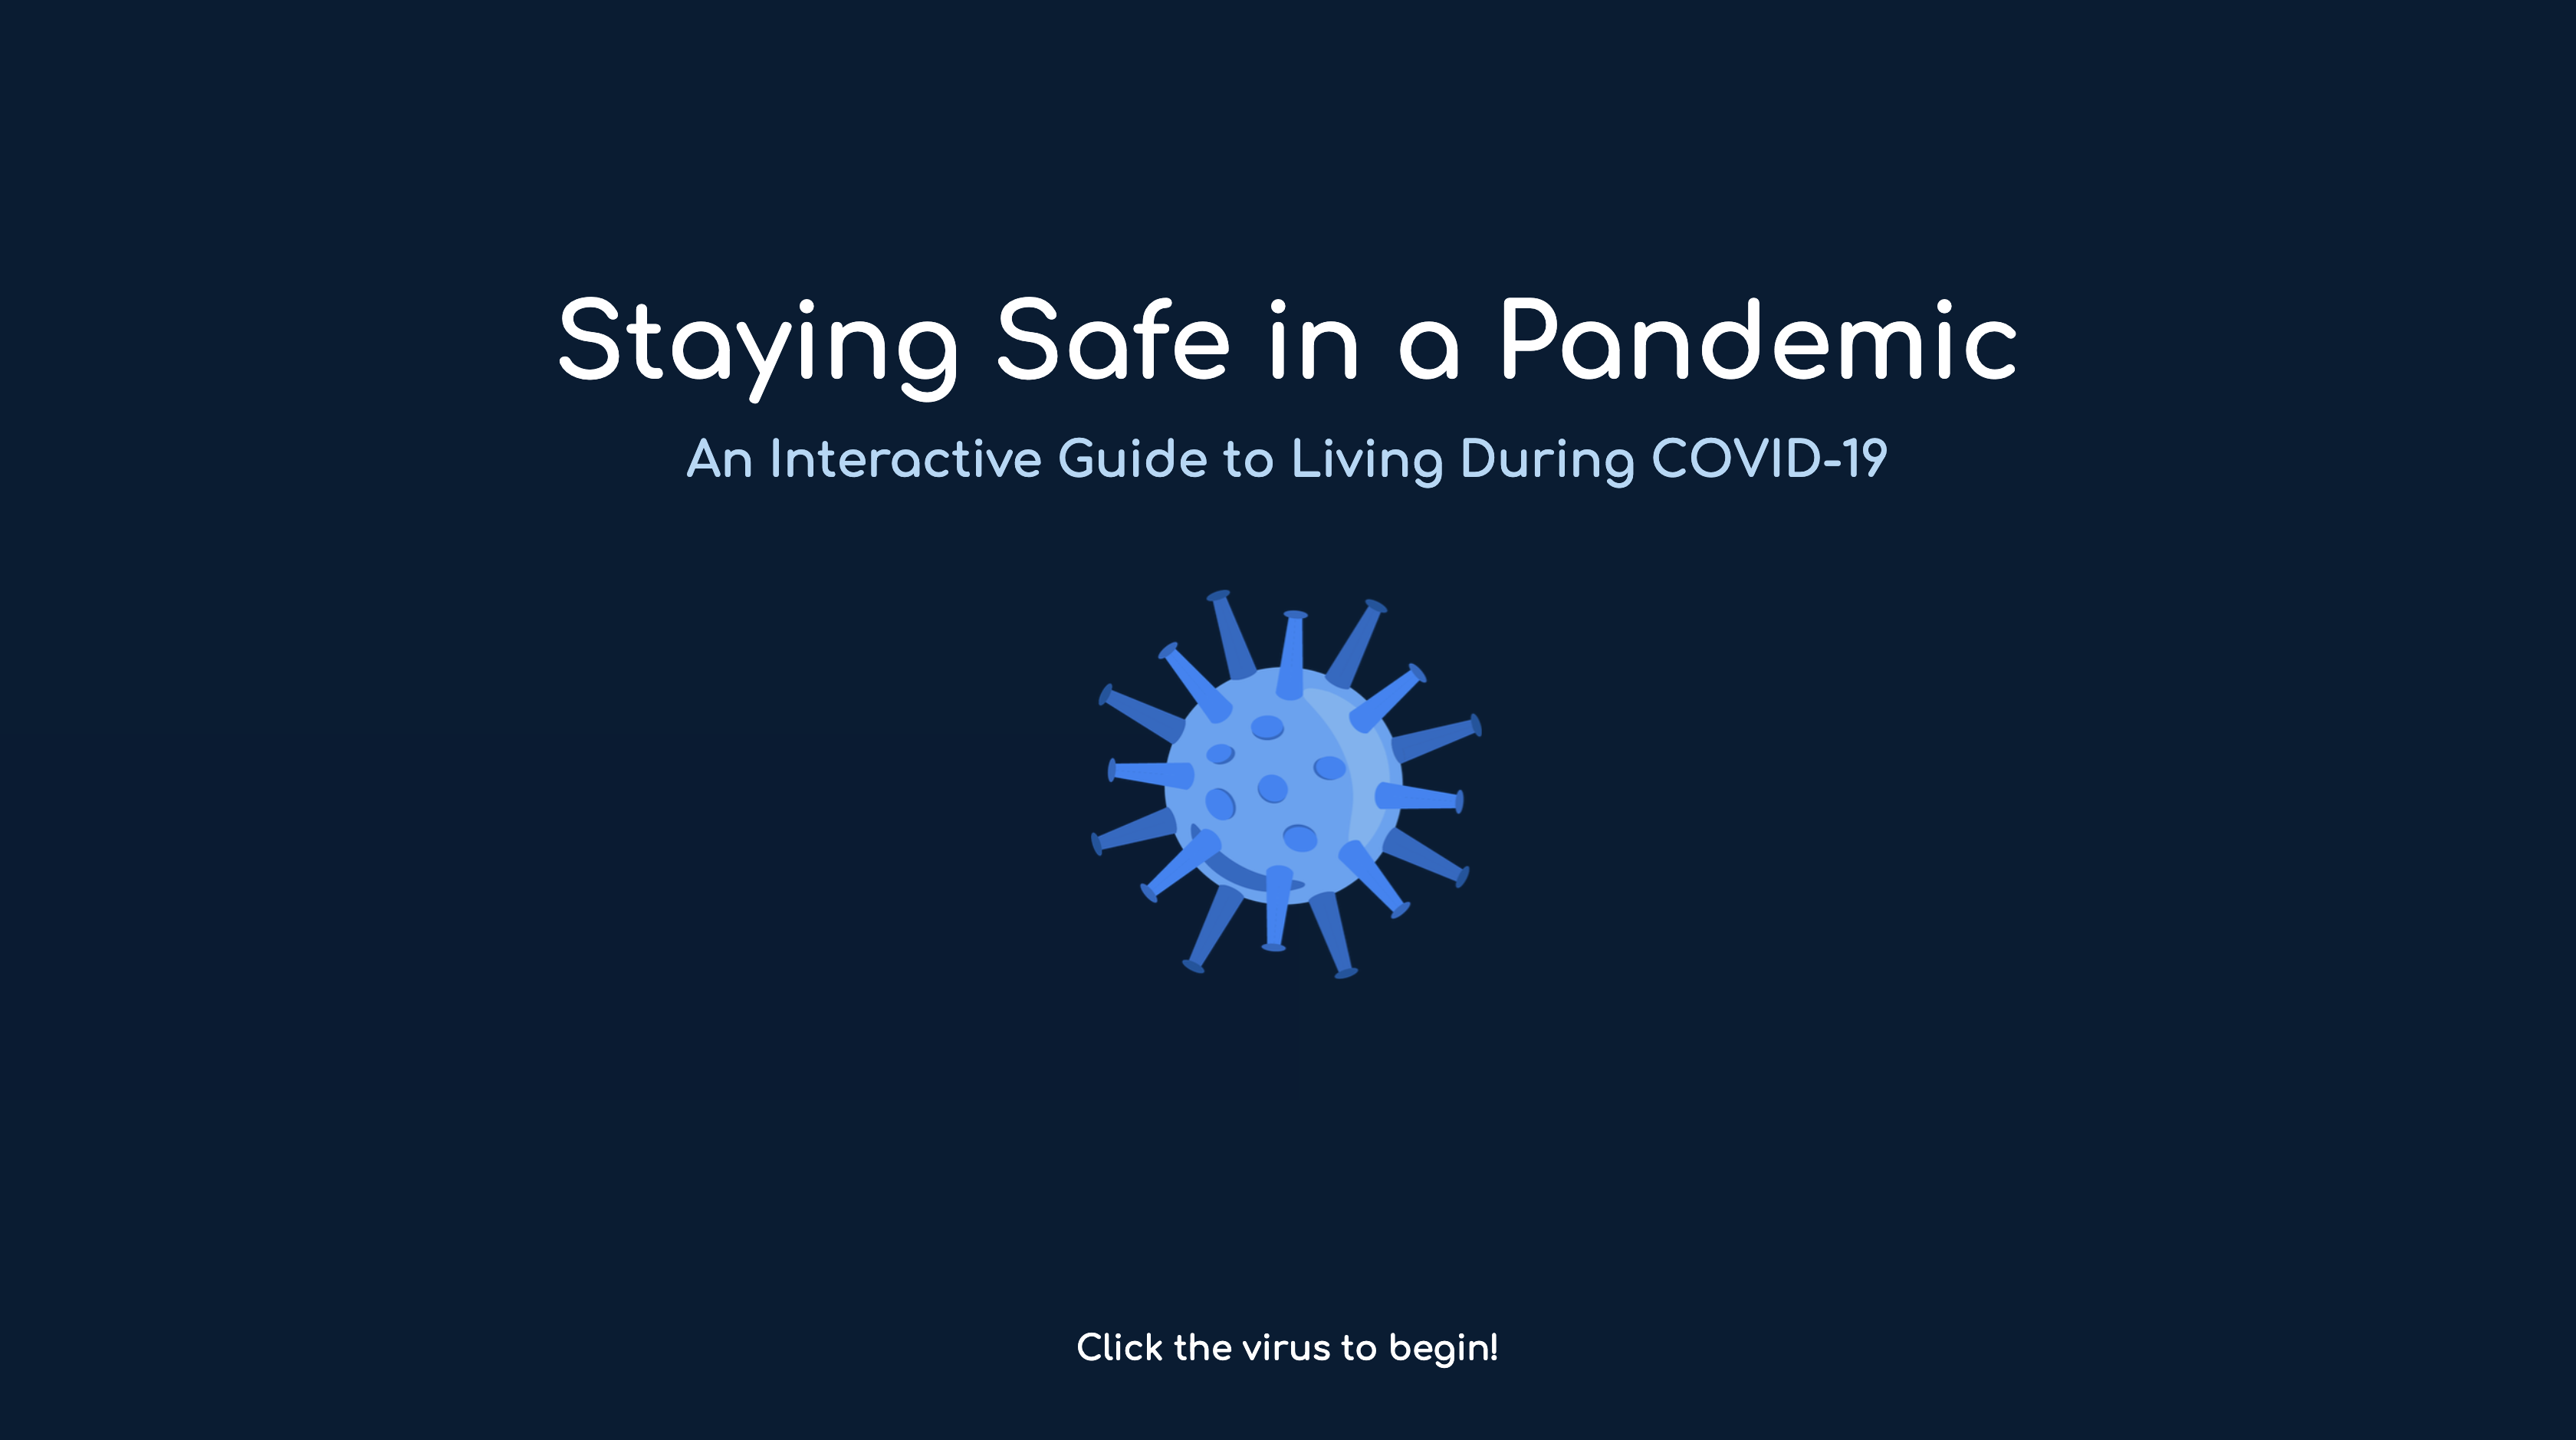 Staying Safe in a Pandemic
An Interactive Guide to Living During COVID-19
Click the virus to begin!